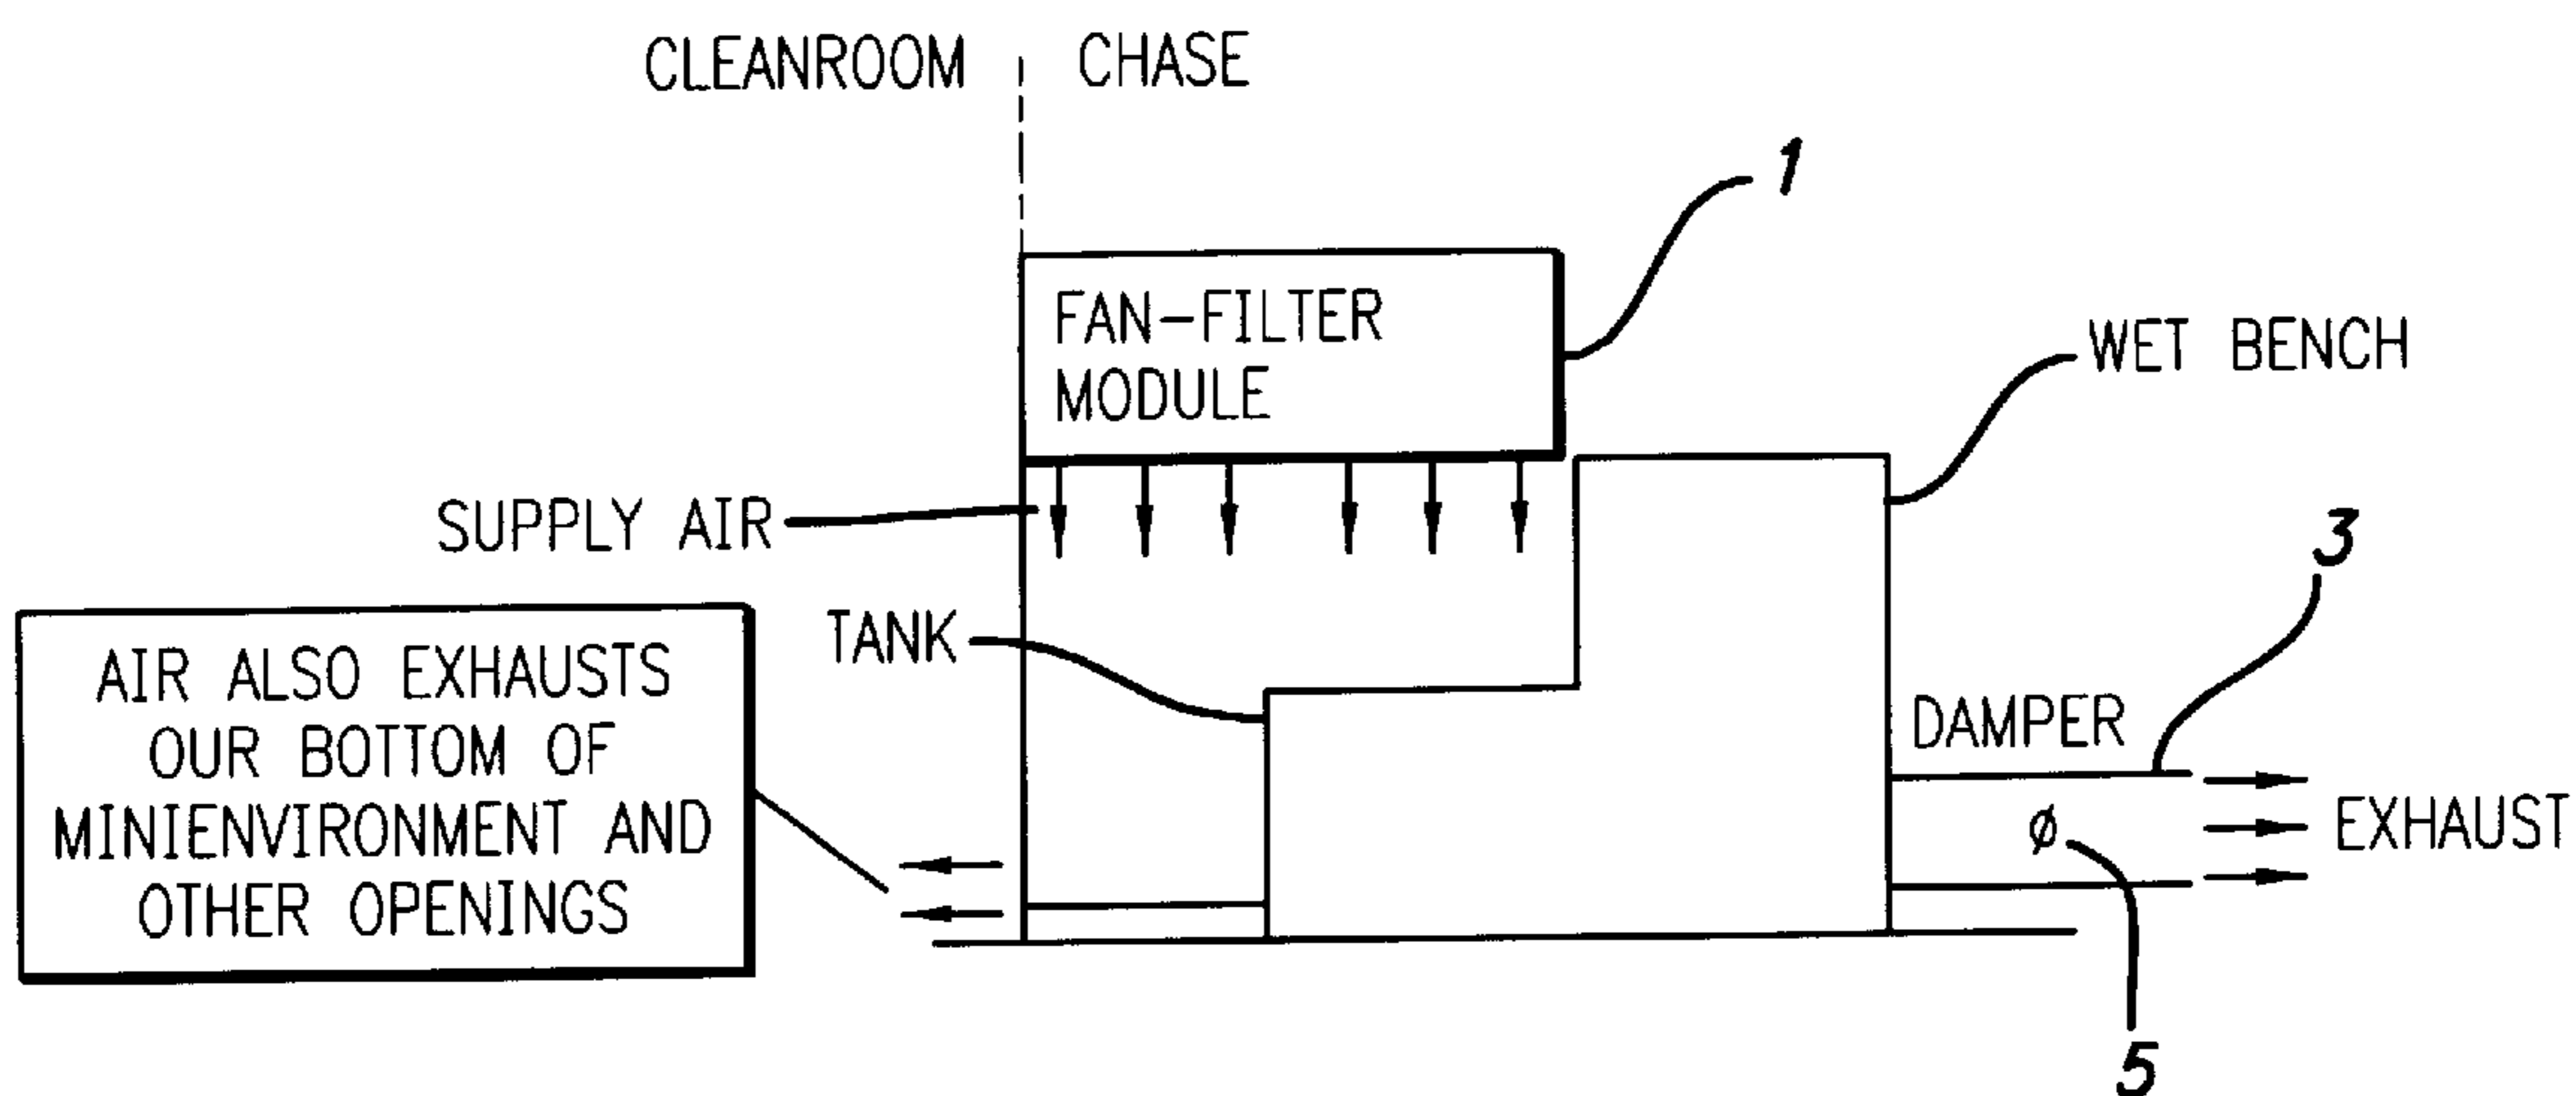 CLEANROOM
CHASE
1
FAN-FILTER
MODULE
WET BENCH
SUPPLY AIR
3
TANK
AIR ALSO EXHAUSTS
OUR BOTTOM OF
MINIENVIRONMENT AND
OTHER OPENINGS
DAMPER
Ø
EXHAUST
5